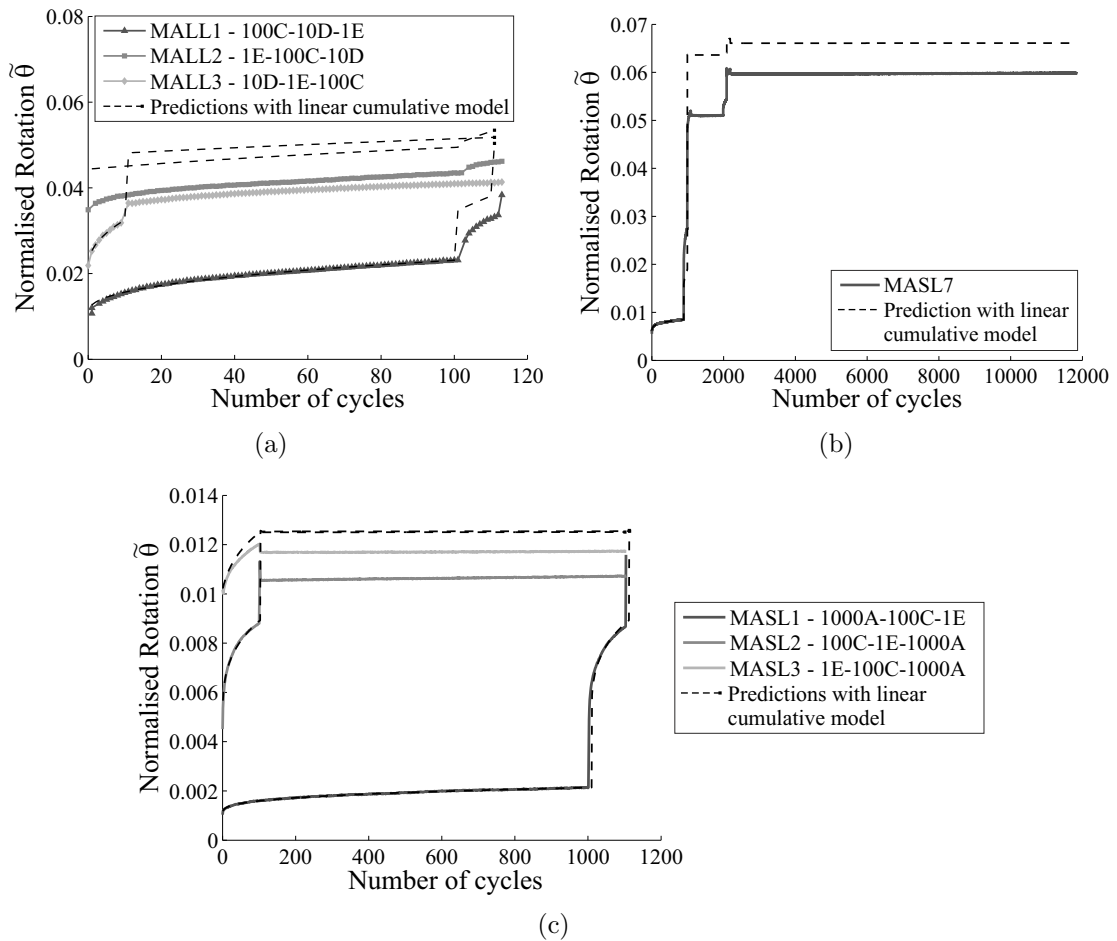 0.08
0.06
0.04
0.02
0
Normalised Rotation θ̃
MALL1 - 100C-10D-1E
MALL2 - 1E-100C-10D
MALL3 - 10D-1E-100C
Predictions with linear cumulative model
0 20 40 60 80 100 120
Number of cycles
(a)
0.07
0.06
0.05
0.04
0.03
0.02
0.01
0
Normalised Rotation θ̃
MASL7
Prediction with linear
cumulative model
0 2000 4000 6000 8000 10000 12000
Number of cycles
(b)
0.014
0.012
0.01
0.008
0.006
0.004
0.002
0
Normalised Rotation θ̃
MASL1 - 1000A-100C-1E
MASL2 - 100C-1E-1000A
MASL3 - 1E-100C-1000A
Predictions with linear
cumulative model
0 200 400 600 800 1000 1200
Number of cycles
(c)